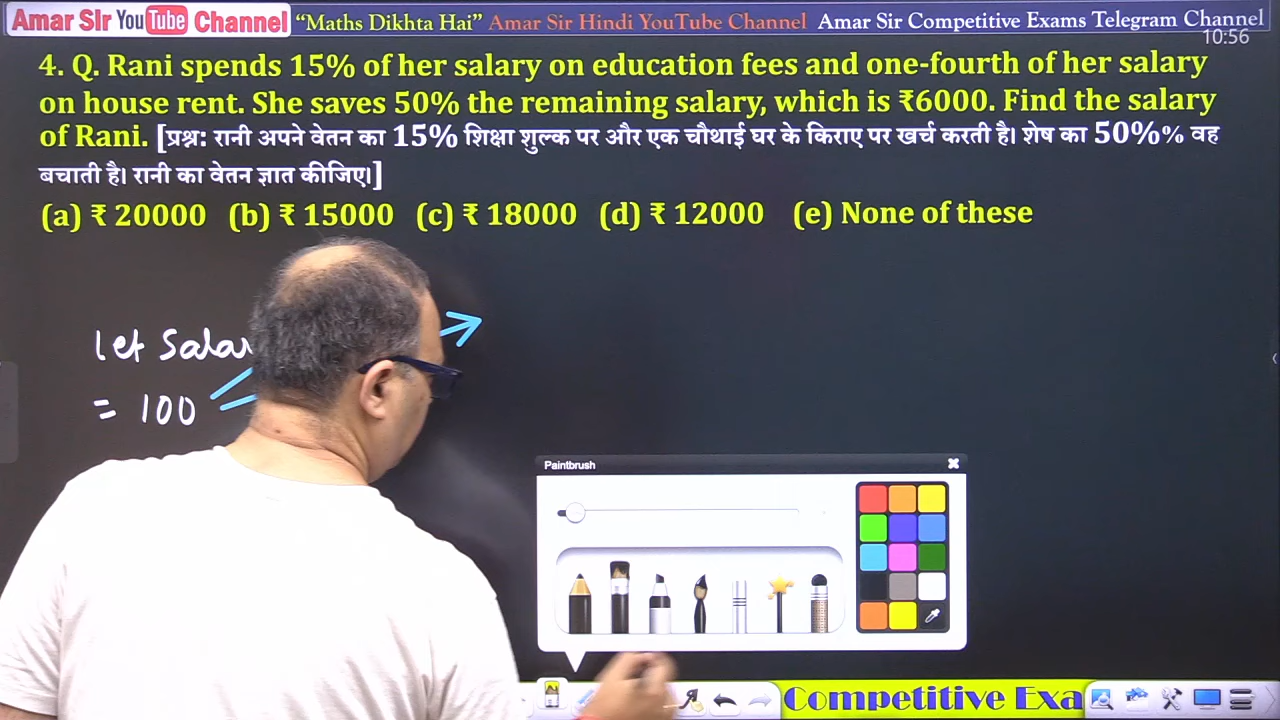 Amar SIr YouTube Channel "Maths Dikhta Hai" Amar Sir Hindi YouTube Channel Amar Sir Competitive Exams Telegram Channel
10:56
4. Q. Rani spends 15% of her salary on education fees and one-fourth of her salary
on house rent. She saves 50% the remaining salary, which is ₹6000. Find the salary
of Rani. [प्रश्न: रानी अपने वेतन का 15% शिक्षा शुल्क पर और एक चौथाई घर के किराए पर खर्च करती है। शेष का 50%% वह
बचाती है। रानी का वेतन ज्ञात कीजिए।]
(a) ₹ 20000 (b) ₹ 15000 (c) ₹ 18000 (d) ₹ 12000 (e) None of these
let Salar
= 100
Paintbrush
Competitive Exa